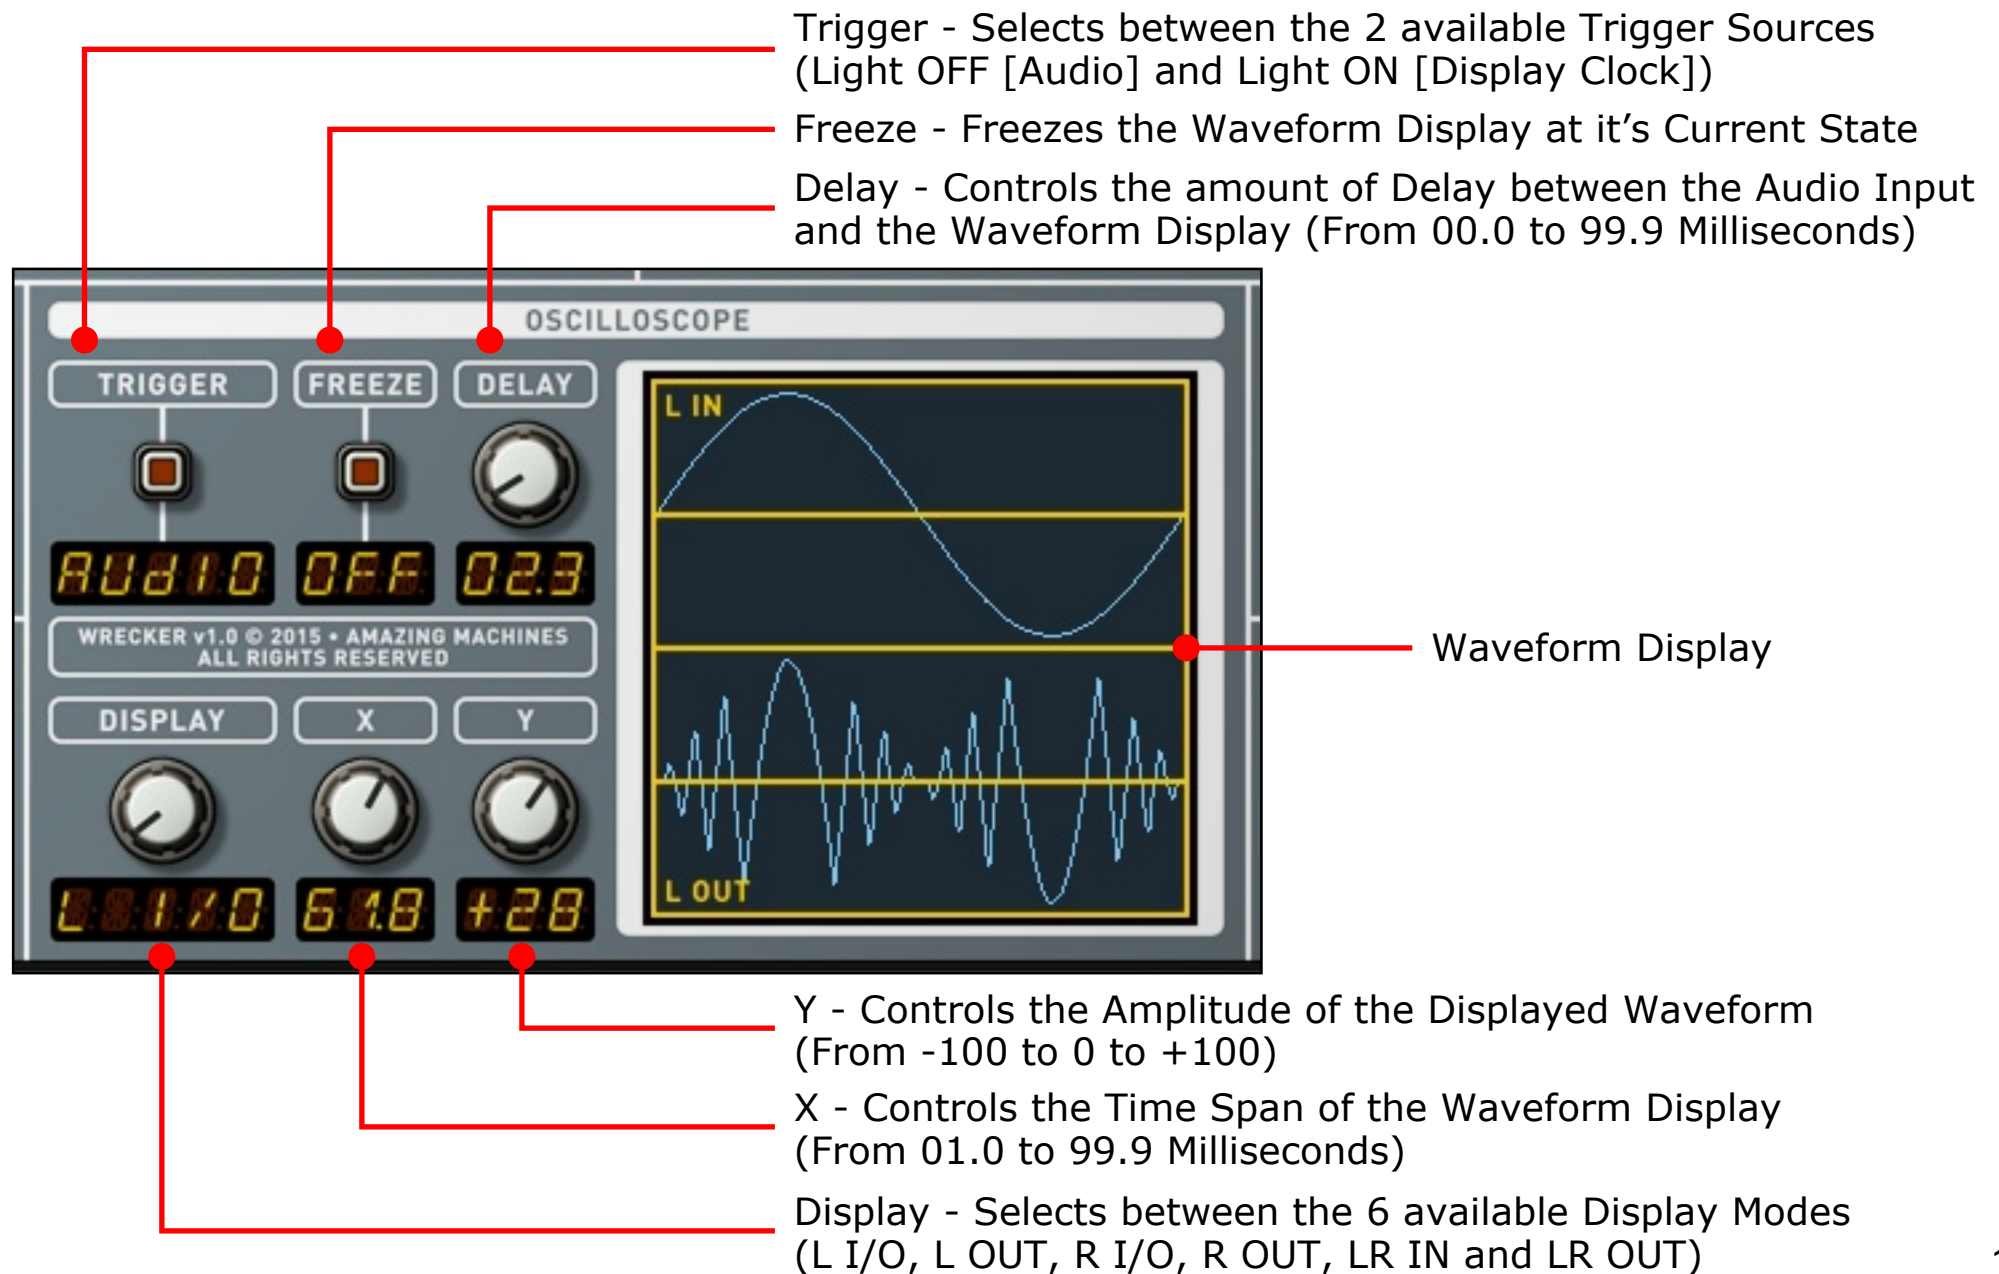 Trigger - Selects between the 2 available Trigger Sources
(Light OFF [Audio] and Light ON [Display Clock])
Freeze - Freezes the Waveform Display at it’s Current State
Delay - Controls the amount of Delay between the Audio Input
and the Waveform Display (From 00.0 to 99.9 Milliseconds)
OSCILLOSCOPE
TRIGGER FREEZE DELAY
AUdIO OFF 02.3
WRECKER v1.0 © 2015 • AMAZING MACHINES
ALL RIGHTS RESERVED
DISPLAY X Y
L I/O 61.8 +28
L IN
L OUT
Waveform Display
Y - Controls the Amplitude of the Displayed Waveform
(From -100 to 0 to +100)
X - Controls the Time Span of the Waveform Display
(From 01.0 to 99.9 Milliseconds)
Display - Selects between the 6 available Display Modes
(L I/O, L OUT, R I/O, R OUT, LR IN and LR OUT)